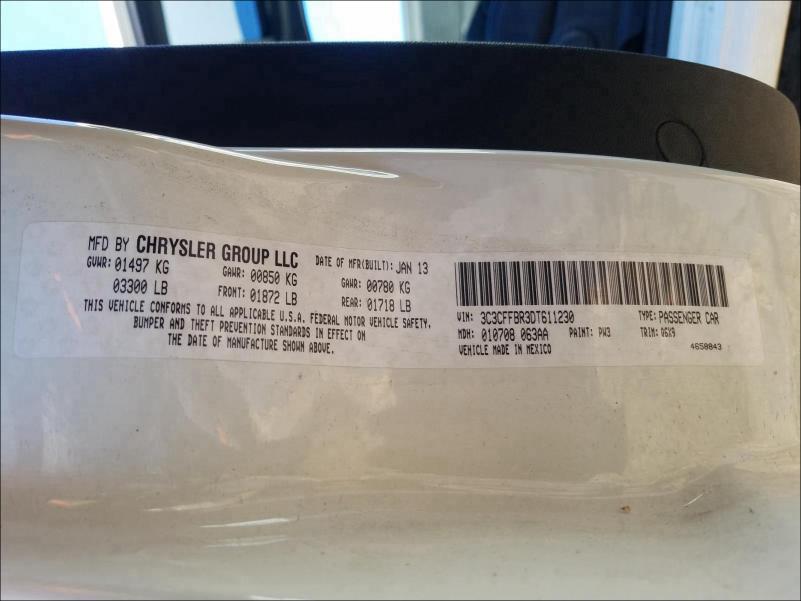 MFD BY CHRYSLER GROUP LLC DATE OF MFR(BUILT): JAN 13
GVWR: 01497 KG GAWR: 00850 KG GAWR: 00780 KG
03300 LB FRONT: 01872 LB REAR: 01718 LB
THIS VEHICLE CONFORMS TO ALL APPLICABLE U.S.A. FEDERAL MOTOR VEHICLE SAFETY,
BUMPER AND THEFT PREVENTION STANDARDS IN EFFECT ON
THE DATE OF MANUFACTURE SHOWN ABOVE.
VIN: 3C3CFFBR3DT611230 TYPE: PASSENGER CAR
MDH: 010708 063AA PAINT: PW3 TRIM: A6X9
VEHICLE MADE IN MEXICO 4658843